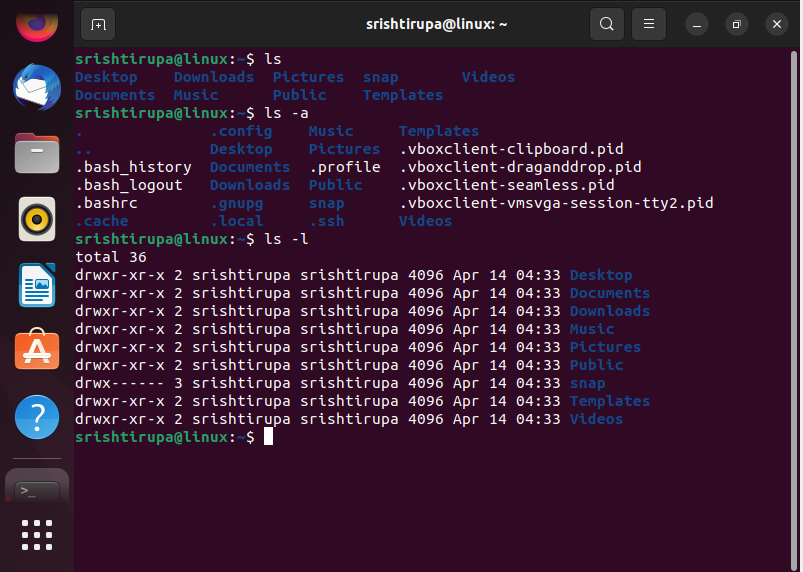 srishtirupa@linux: ~
srishtirupa@linux:~$ ls
Desktop    Downloads  Pictures  snap       Videos
Documents  Music      Public    Templates
srishtirupa@linux:~$ ls -a
.              .config    Music     Templates
..             Desktop    Pictures  .vboxclient-clipboard.pid
.bash_history  Documents  .profile  .vboxclient-draganddrop.pid
.bash_logout   Downloads  Public    .vboxclient-seamless.pid
.bashrc        .gnupg     snap      .vboxclient-vmsvga-session-tty2.pid
.cache         .local     .ssh      Videos
srishtirupa@linux:~$ ls -l
total 36
drwxr-xr-x 2 srishtirupa srishtirupa 4096 Apr 14 04:33 Desktop
drwxr-xr-x 2 srishtirupa srishtirupa 4096 Apr 14 04:33 Documents
drwxr-xr-x 2 srishtirupa srishtirupa 4096 Apr 14 04:33 Downloads
drwxr-xr-x 2 srishtirupa srishtirupa 4096 Apr 14 04:33 Music
drwxr-xr-x 2 srishtirupa srishtirupa 4096 Apr 14 04:33 Pictures
drwxr-xr-x 2 srishtirupa srishtirupa 4096 Apr 14 04:33 Public
drwx------ 3 srishtirupa srishtirupa 4096 Apr 14 04:33 snap
drwxr-xr-x 2 srishtirupa srishtirupa 4096 Apr 14 04:33 Templates
drwxr-xr-x 2 srishtirupa srishtirupa 4096 Apr 14 04:33 Videos
srishtirupa@linux:~$